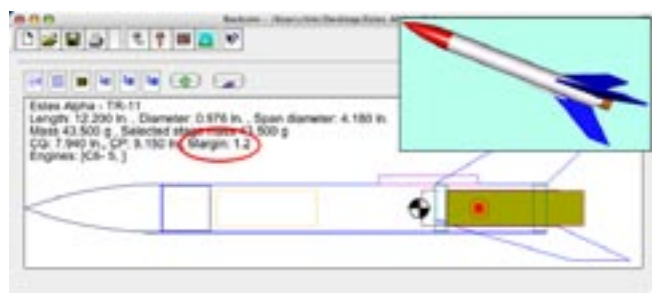 Estes Alpha - TR-11
Length: 12.200 In. , Diameter: 0.976 In. , Span diameter: 4.160 In.
Mass 43.500 g , Selected stage mass 43.500 g
CG: 7.940 In., CP: 9.150 In., Margin: 1.2
Engines: [C6- 5, ]